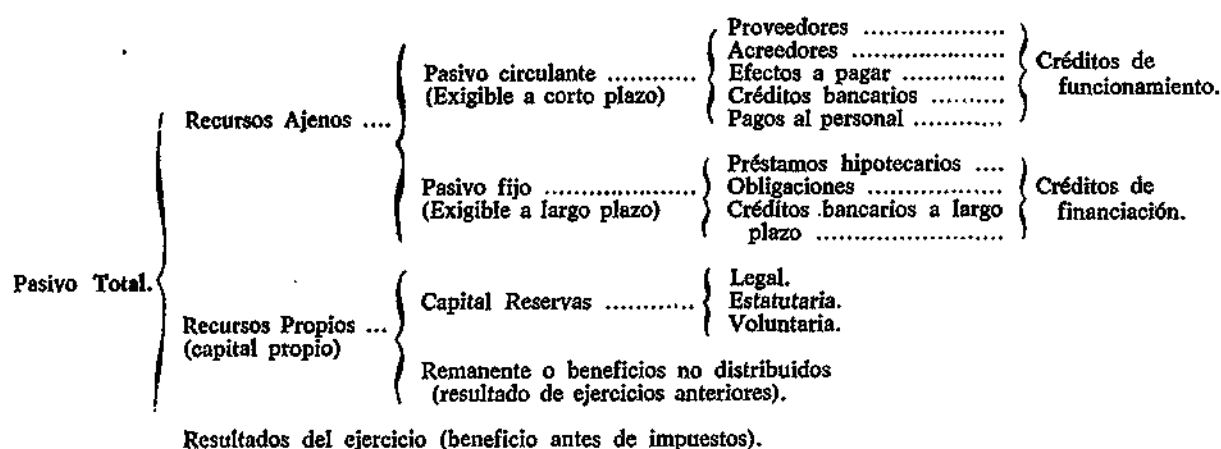 Proveedores ....................
Acreedores .....................
Pasivo circulante ............ Efectos a pagar ............... Créditos de
(Exigible a corto plazo) Créditos bancarios .......... funcionamiento.
Recursos Ajenos .... Pagos al personal ............
Préstamos hipotecarios ....
Pasivo fijo ..................... Obligaciones ................... Créditos de
(Exigible a largo plazo) Créditos bancarios a largo financiación.
plazo ...........................
Pasivo Total.
Legal.
Capital Reservas ............ Estatutaria.
Recursos Propios ... Voluntaria.
(capital propio)
Remanente o beneficios no distribuidos
(resultado de ejercicios anteriores).
Resultados del ejercicio (beneficio antes de impuestos).